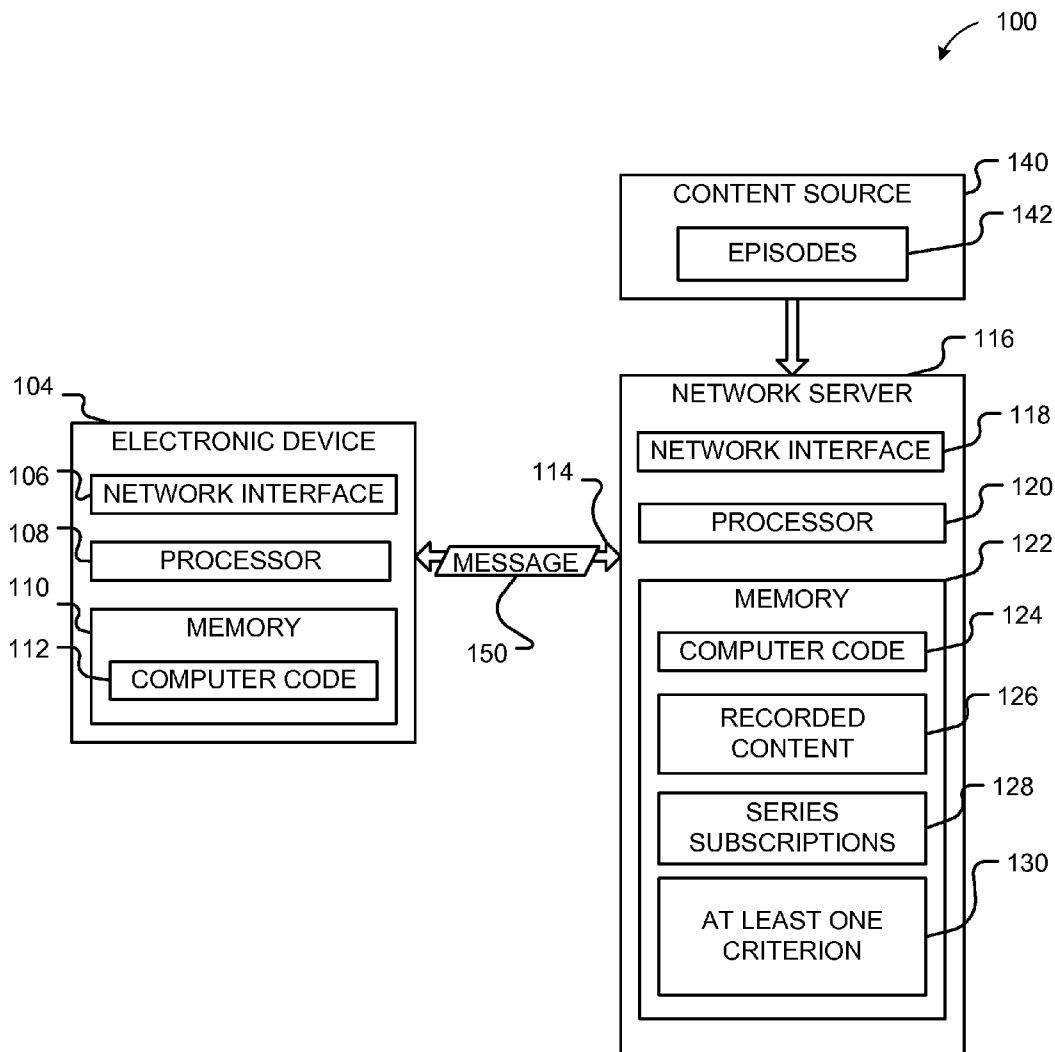 100
CONTENT SOURCE
140
EPISODES
142
NETWORK SERVER
116
NETWORK INTERFACE
118
PROCESSOR
120
MEMORY
122
COMPUTER CODE
124
RECORDED
CONTENT
126
SERIES
SUBSCRIPTIONS
128
AT LEAST ONE
CRITERION
130
104
ELECTRONIC DEVICE
106
NETWORK INTERFACE
108
PROCESSOR
110
MEMORY
112
COMPUTER CODE
114
MESSAGE
150